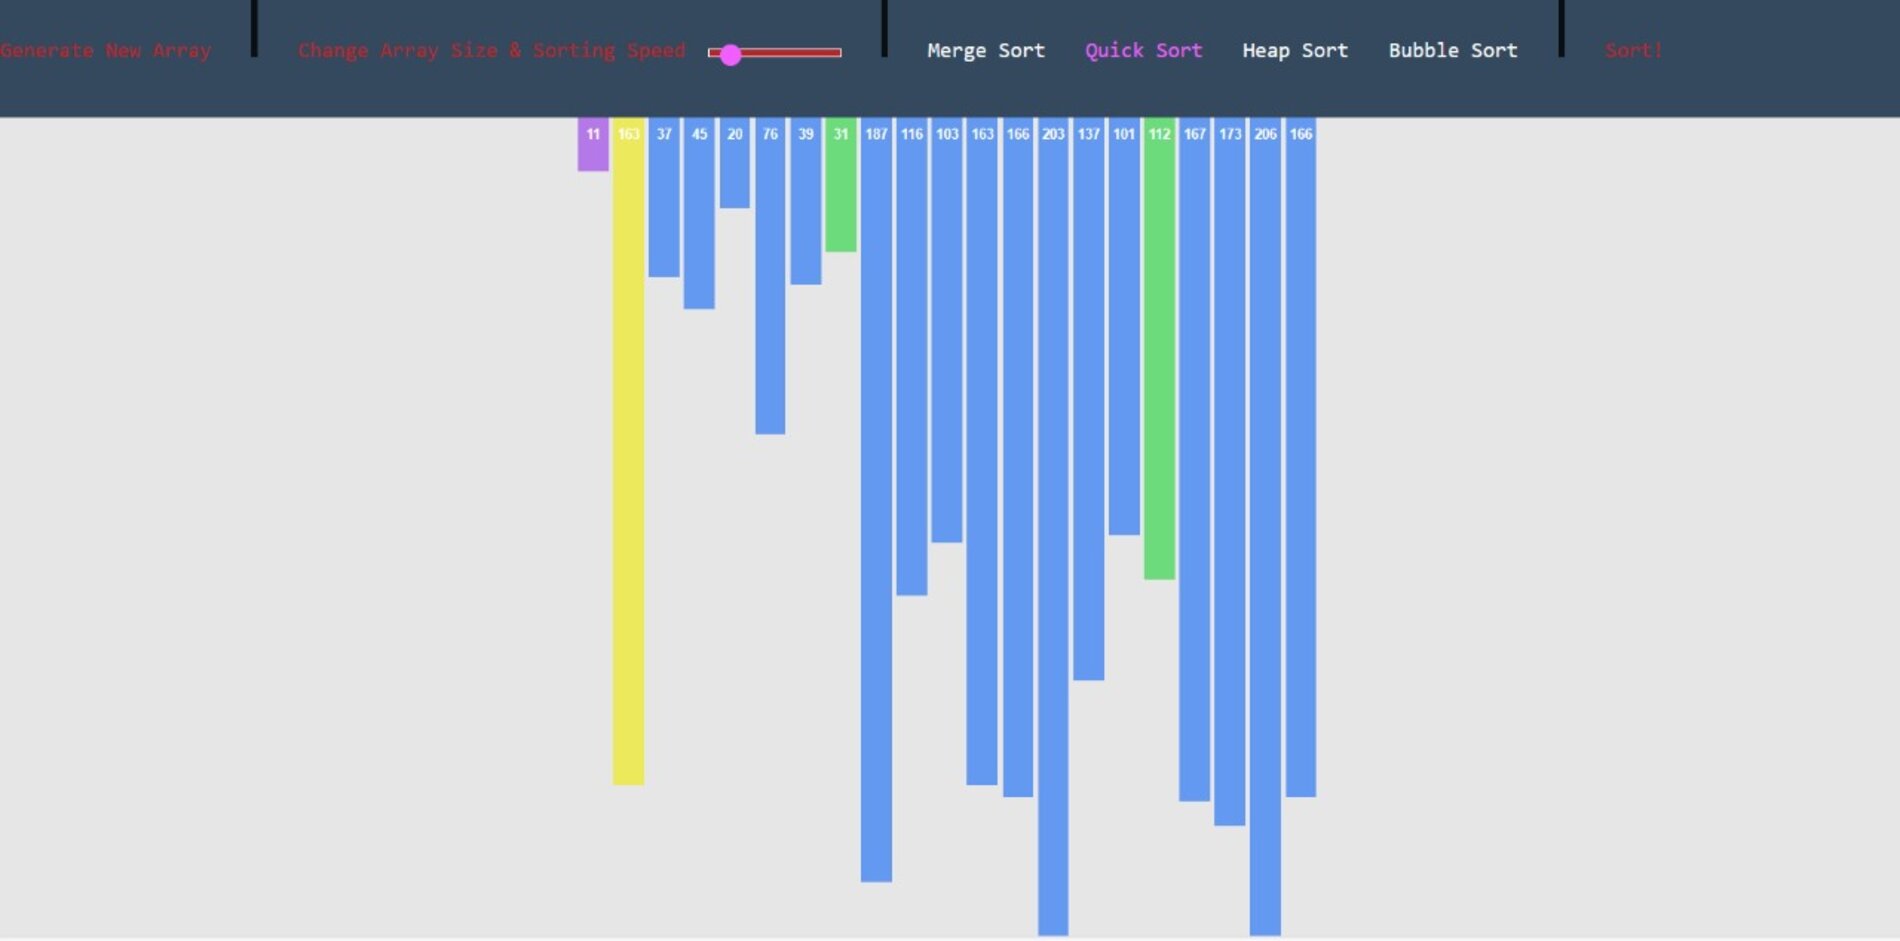 Generate New Array Change Array Size & Sorting Speed Merge Sort Quick Sort Heap Sort Bubble Sort Sort!
11 163 37 45 20 76 39 31 187 116 103 163 166 203 137 101 112 167 173 206 166